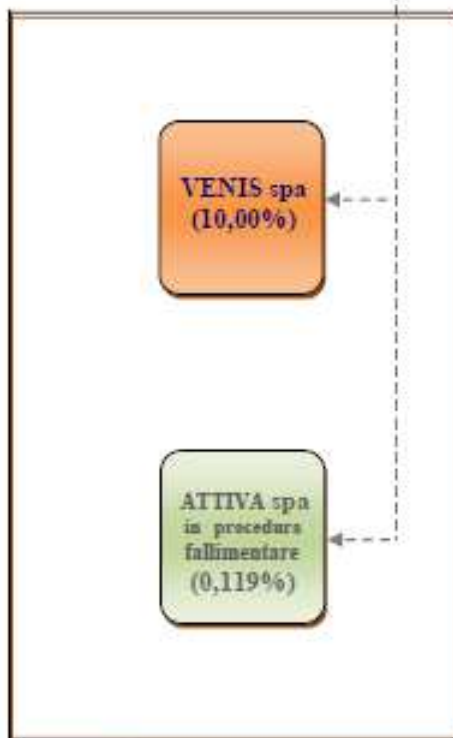 VENIS spa
(10,00%)
ATTIVA spa
in procedura
fallimentare
(0,119%)